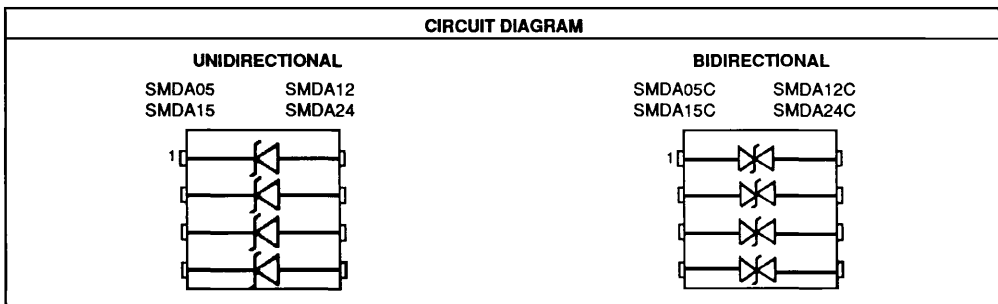 CIRCUIT DIAGRAM
UNIDIRECTIONAL
SMDA05 SMDA12
SMDA15 SMDA24
1
BIDIRECTIONAL
SMDA05C SMDA12C
SMDA15C SMDA24C
1